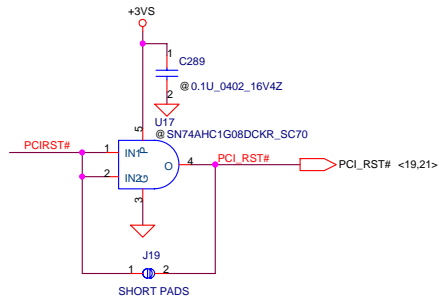 +3VS
1
C289
@0.1U_0402_16V4Z
2
U17
@SN74AHC1G08DCKR_SC70
5
PCIRST#
1
IN1
P
O
4
PCI_RST#
PCI_RST# <19,21>
2
IN2
G
3
J19
1
2
SHORT PADS